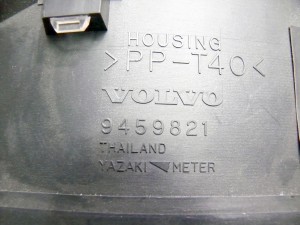 HOUSING
>PP-T40<
VOLVO
9459821
THAILAND
YAZAKI METER